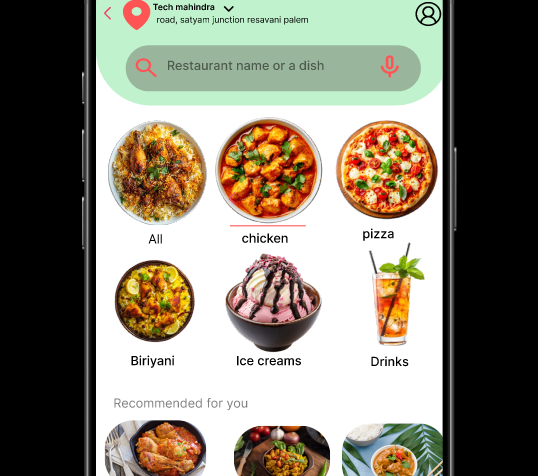 Tech mahindra
road, satyam junction resavani palem
Restaurant name or a dish
All
chicken
pizza
Biriyani
Ice creams
Drinks
Recommended for you